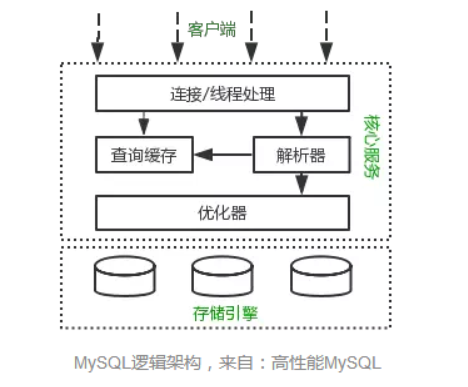 客户端
连接/线程处理
查询缓存
解析器
核心服务
优化器
存储引擎
MySQL逻辑架构，来自：高性能MySQL